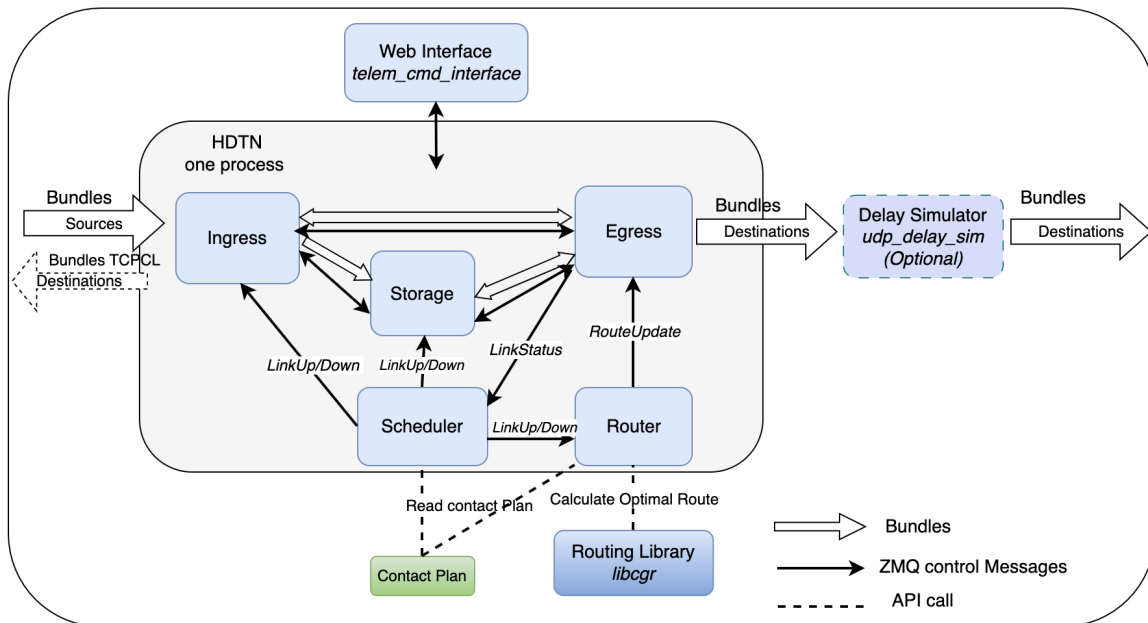 Web Interface
telem_cmd_interface
HDTN
one process
Bundles
Sources
Bundles TCPCL
Destinations
Ingress
Egress
Storage
Bundles
Destinations
Delay Simulator
udp_delay_sim
(Optional)
Bundles
Destinations
LinkUp/Down
LinkUp/Down
LinkStatus
RouteUpdate
Scheduler
LinkUp/Down
Router
Read contact Plan
Calculate Optimal Route
Contact Plan
Routing Library
libcgr
Bundles
ZMQ control Messages
API call